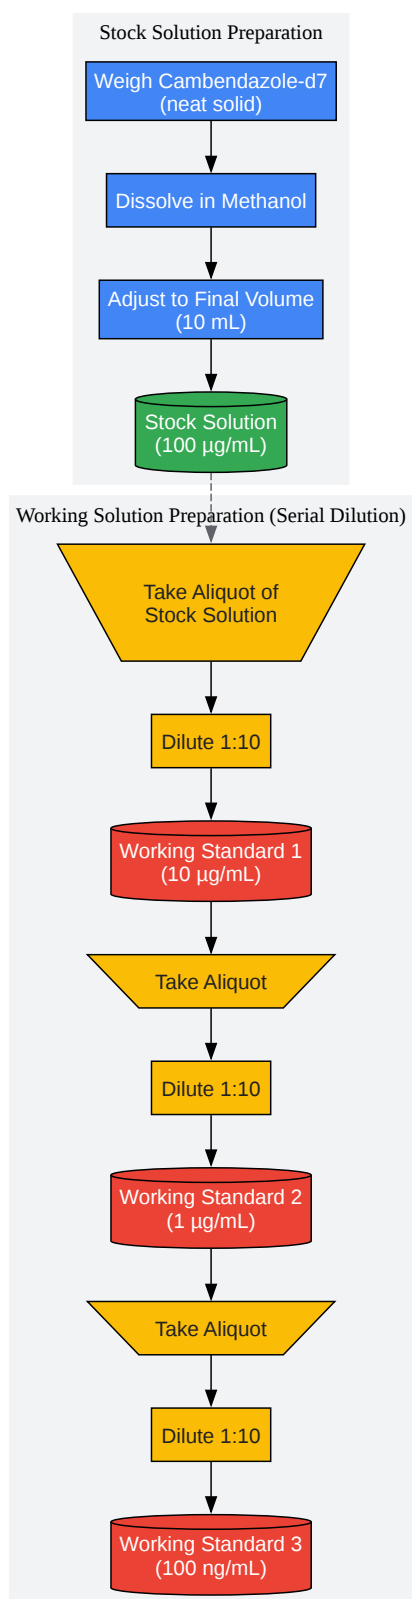 Stock Solution Preparation
Weigh Cambendazole-d7
(neat solid)
Dissolve in Methanol
Adjust to Final Volume
(10 mL)
Stock Solution
(100 µg/mL)
Working Solution Preparation (Serial Dilution)
Take Aliquot of
Stock Solution
Dilute 1:10
Working Standard 1
(10 µg/mL)
Take Aliquot
Dilute 1:10
Working Standard 2
(1 µg/mL)
Take Aliquot
Dilute 1:10
Working Standard 3
(100 ng/mL)